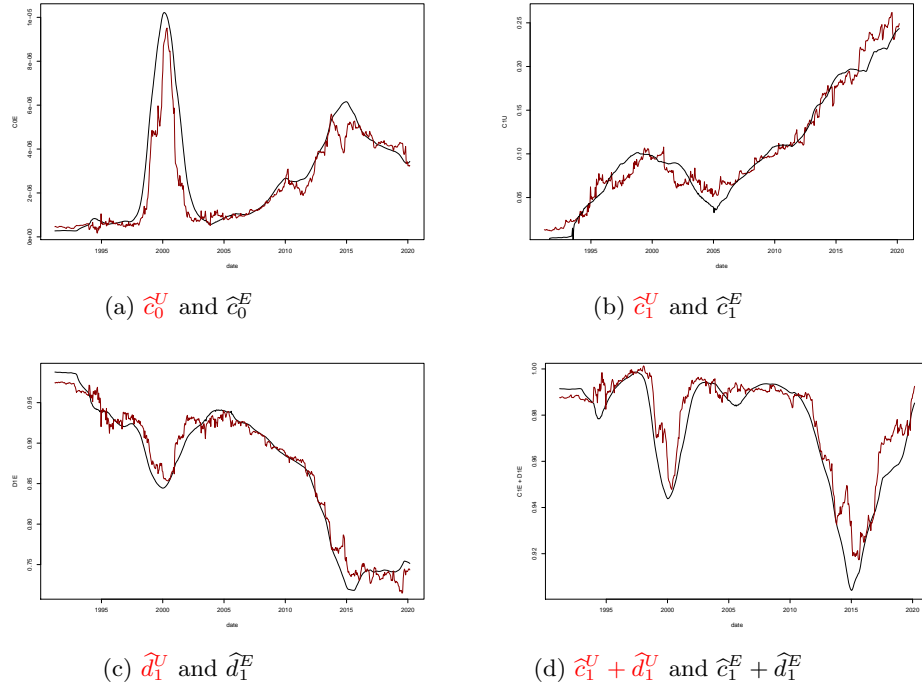 0e+00 2e-06 4e-06 6e-06 8e-06 1e-05
C0E
1995 2000 2005 2010 2015 2020
date
(a) ĉ₀ᵁ and ĉ₀ᴱ
0.05 0.10 0.15 0.20 0.25
C1U
1995 2000 2005 2010 2015 2020
date
(b) ĉ₁ᵁ and ĉ₁ᴱ
0.75 0.80 0.85 0.90 0.95
D1E
1995 2000 2005 2010 2015 2020
date
(c) d̂₁ᵁ and d̂₁ᴱ
0.92 0.94 0.96 0.98 1.00
C1E + D1E
1995 2000 2005 2010 2015 2020
date
(d) ĉ₁ᵁ + d̂₁ᵁ and ĉ₁ᴱ + d̂₁ᴱ